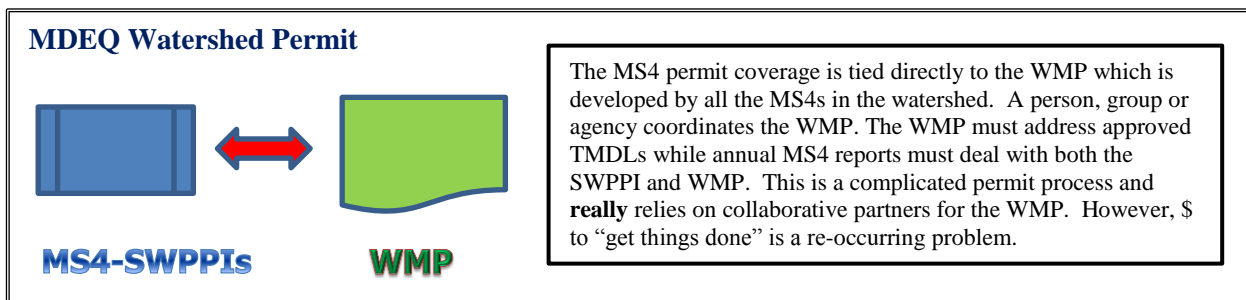 MDEQ Watershed Permit
The MS4 permit coverage is tied directly to the WMP which is
developed by all the MS4s in the watershed.  A person, group or
agency coordinates the WMP. The WMP must address approved
TMDLs while annual MS4 reports must deal with both the
SWPPI and WMP.  This is a complicated permit process and
really relies on collaborative partners for the WMP.  However, $
to “get things done” is a re-occurring problem.
MS4-SWPPIs
WMP